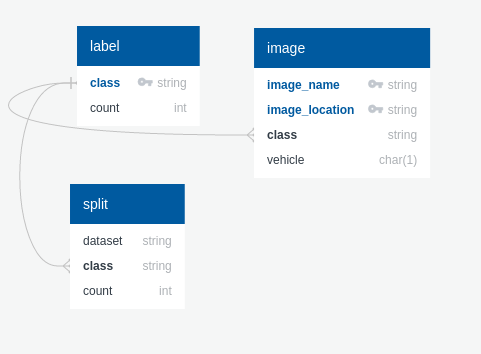 label
class string
count int
image
image_name string
image_location string
class string
vehicle char(1)
split
dataset string
class string
count int